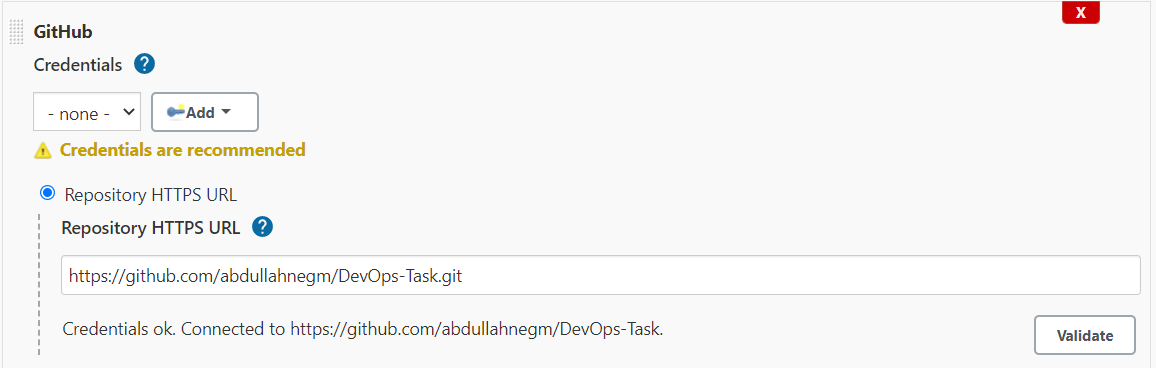 X
GitHub
Credentials ?
- none - Add
Credentials are recommended
Repository HTTPS URL
Repository HTTPS URL ?
https://github.com/abdullahnegm/DevOps-Task.git
Credentials ok. Connected to https://github.com/abdullahnegm/DevOps-Task.
Validate